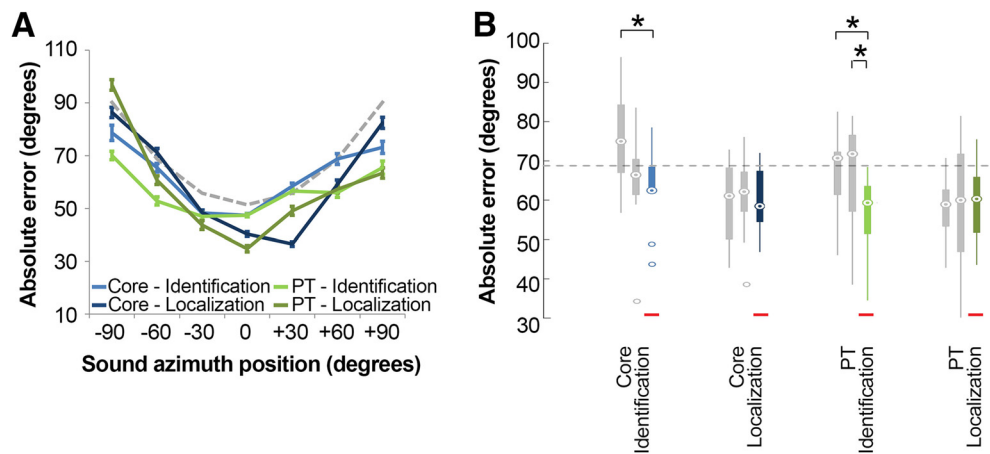 A
110
90
70
50
30
10
Absolute error (degrees)
Core - Identification
PT - Identification
Core - Localization
PT - Localization
-90 -60 -30 0 +30 +60 +90
Sound azimuth position (degrees)
B
100
90
80
70
60
50
40
30
Absolute error (degrees)
*
*
*
Core
Identification
Core
Localization
PT
Identification
PT
Localization